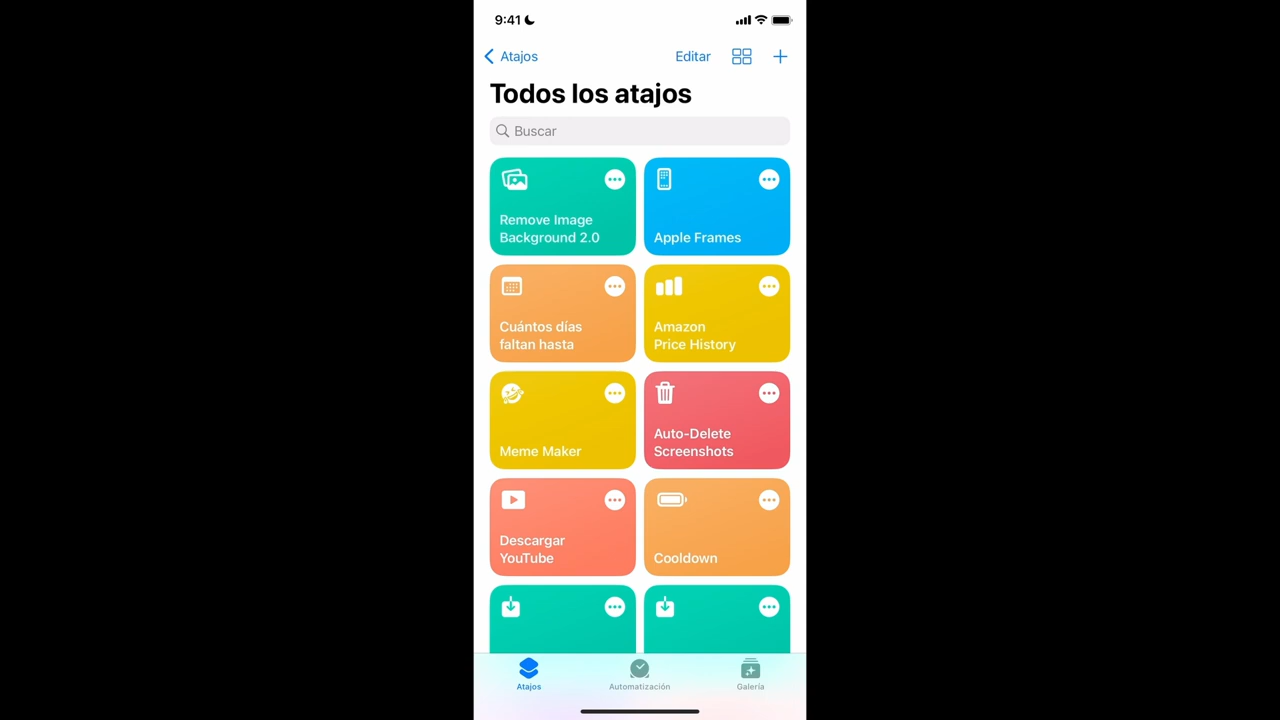 9:41
Atajos
Editar
Todos los atajos
Buscar
Remove Image
Background 2.0
Apple Frames
Cuántos días
faltan hasta
Amazon
Price History
Meme Maker
Auto-Delete
Screenshots
Descargar
YouTube
Cooldown
Atajos
Automatización
Galería